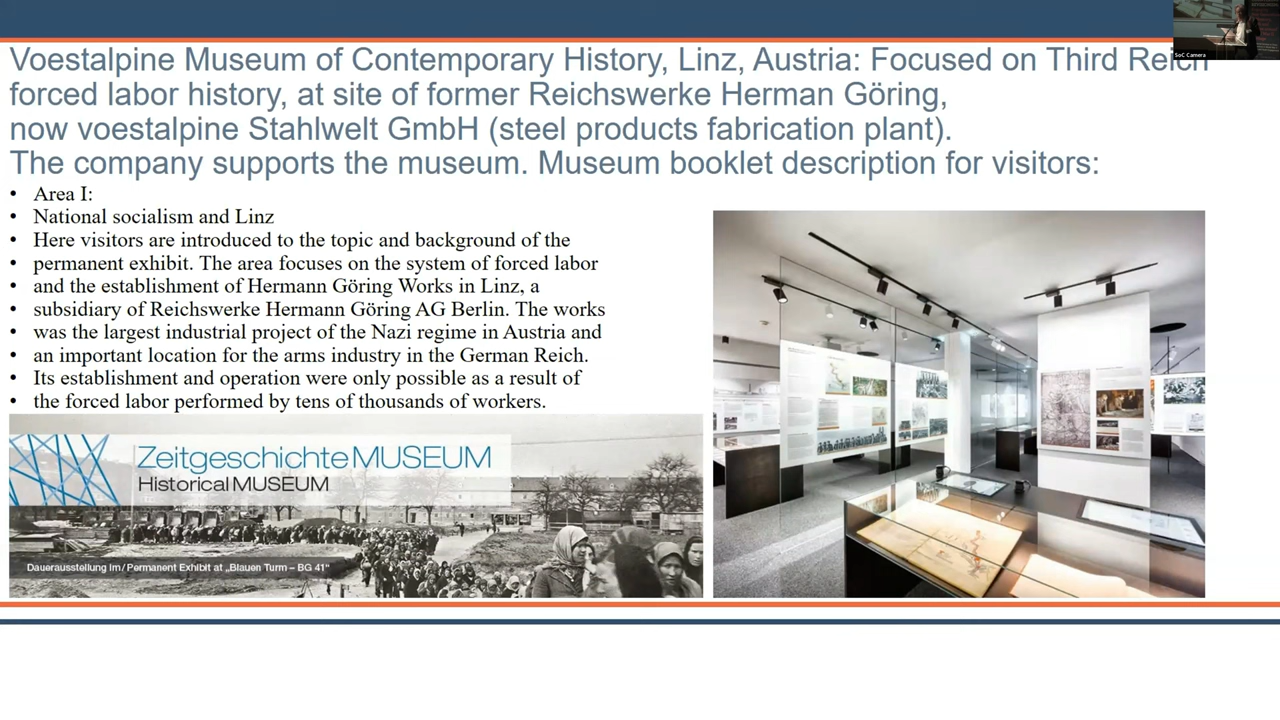 Voestalpine Museum of Contemporary History, Linz, Austria: Focused on Third Reich
forced labor history, at site of former Reichswerke Herman Göring,
now voestalpine Stahlwelt GmbH (steel products fabrication plant).
The company supports the museum. Museum booklet description for visitors:
• Area I:
• National socialism and Linz
• Here visitors are introduced to the topic and background of the
• permanent exhibit. The area focuses on the system of forced labor
• and the establishment of Hermann Göring Works in Linz, a
• subsidiary of Reichswerke Hermann Göring AG Berlin. The works
• was the largest industrial project of the Nazi regime in Austria and
• an important location for the arms industry in the German Reich.
• Its establishment and operation were only possible as a result of
• the forced labor performed by tens of thousands of workers.
ZeitgeschichteMUSEUM
Historical MUSEUM
Dauerausstellung im/Permanent Exhibit at „Blauen Turm – BG 41"
SoC Camera